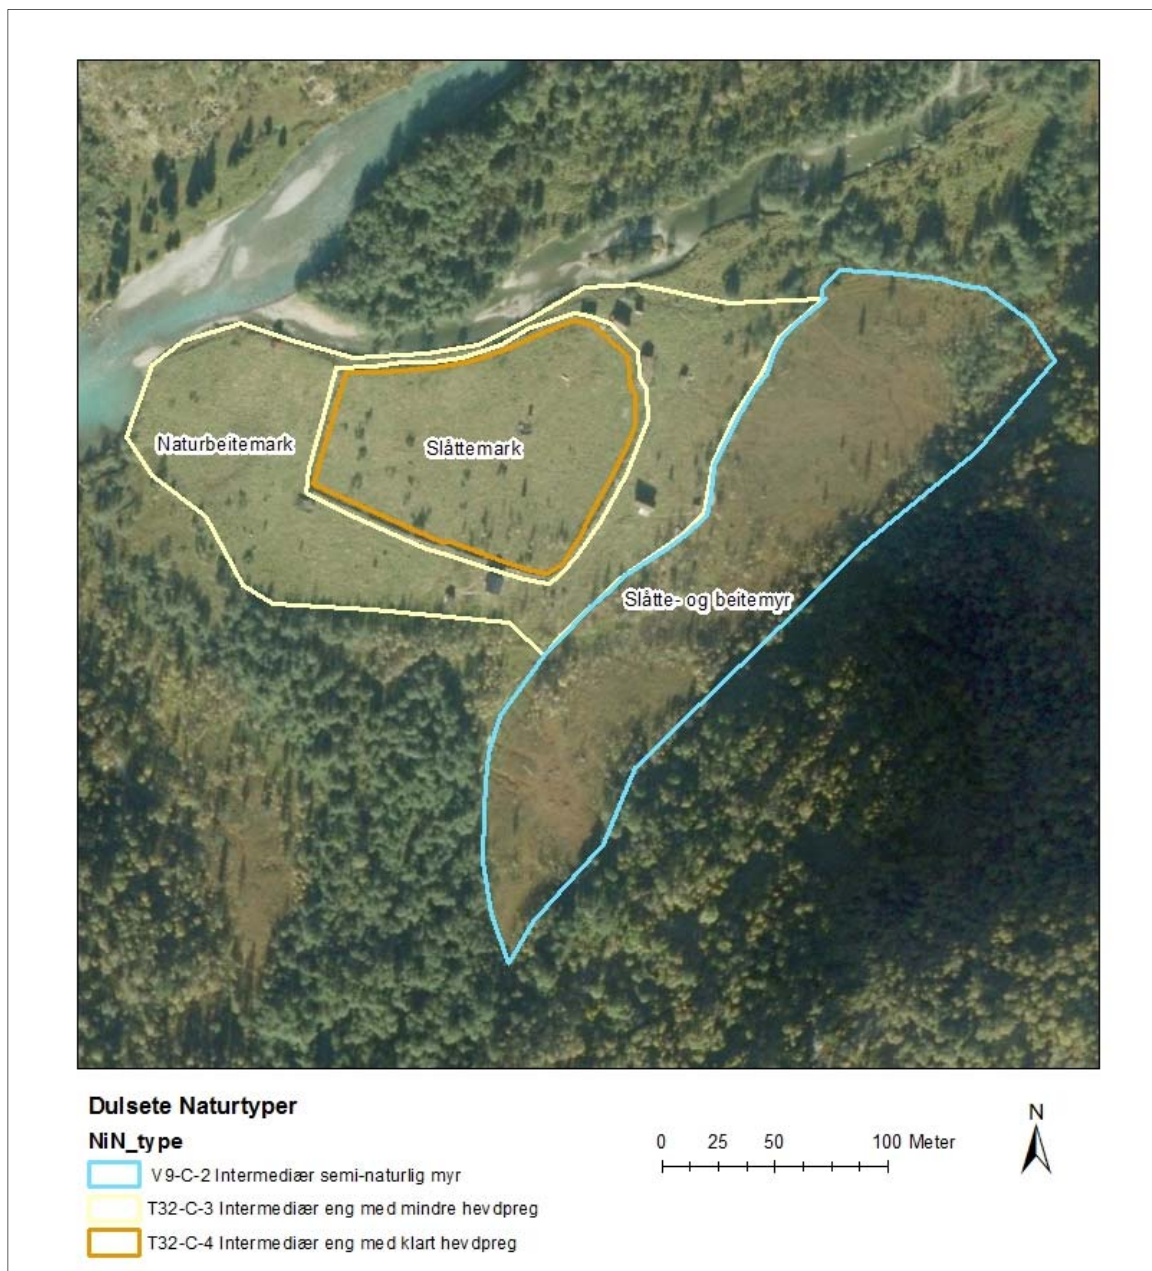 Naturbeitemark
Slåttemark
Slåtte- og beitemyr
Dulsete Naturtyper
NiN_type
V9-C-2 Intermediær semi-naturlig myr
T32-C-3 Intermediær eng med mindre hevdpreg
T32-C-4 Intermediær eng med klart hevdpreg
0 25 50 100 Meter
N